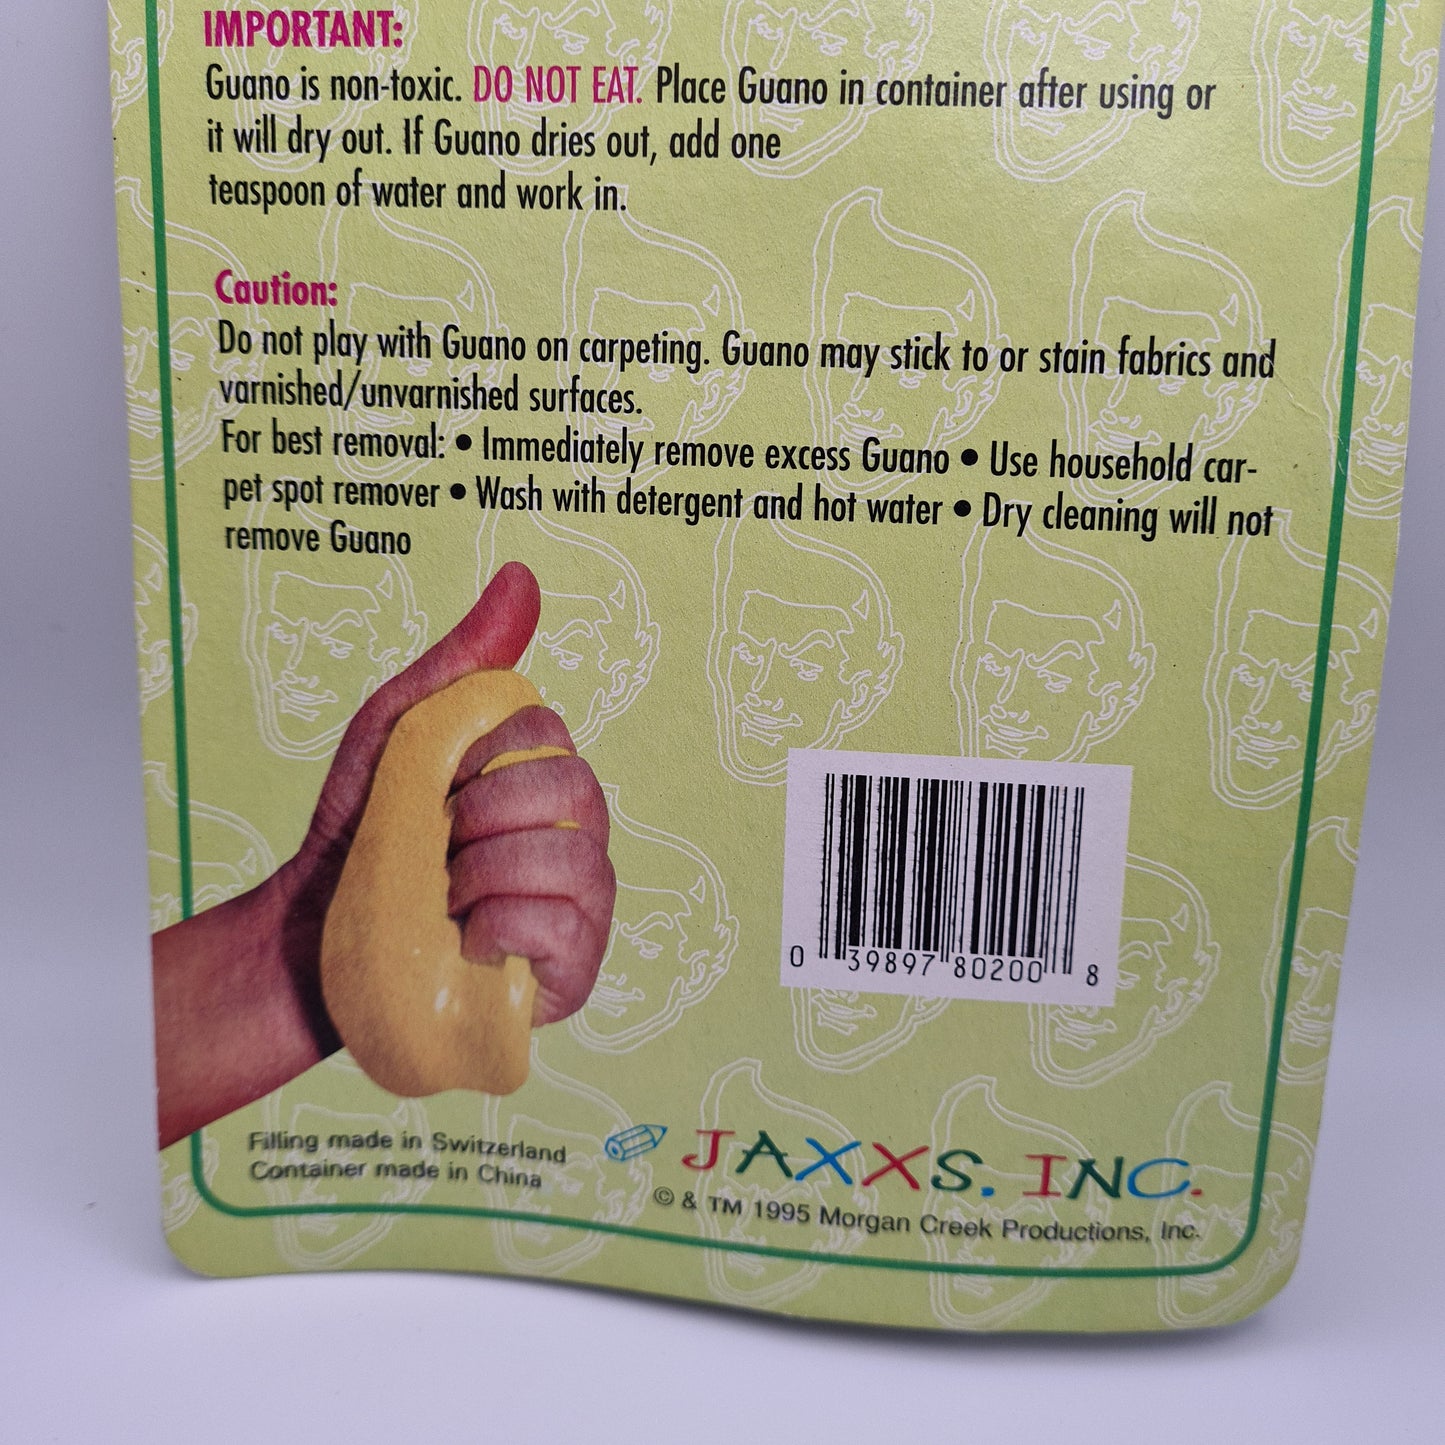 IMPORTANT:
Guano is non-toxic. DO NOT EAT. Place Guano in container after using or
it will dry out. If Guano dries out, add one
teaspoon of water and work in.
Caution:
Do not play with Guano on carpeting. Guano may stick to or stain fabrics and
varnished/unvarnished surfaces.
For best removal: • Immediately remove excess Guano • Use household car-
pet spot remover • Wash with detergent and hot water • Dry cleaning will not
remove Guano
0 39897 80200 8
Filling made in Switzerland
Container made in China
JAXXS. INC.
© & TM 1995 Morgan Creek Productions, Inc.